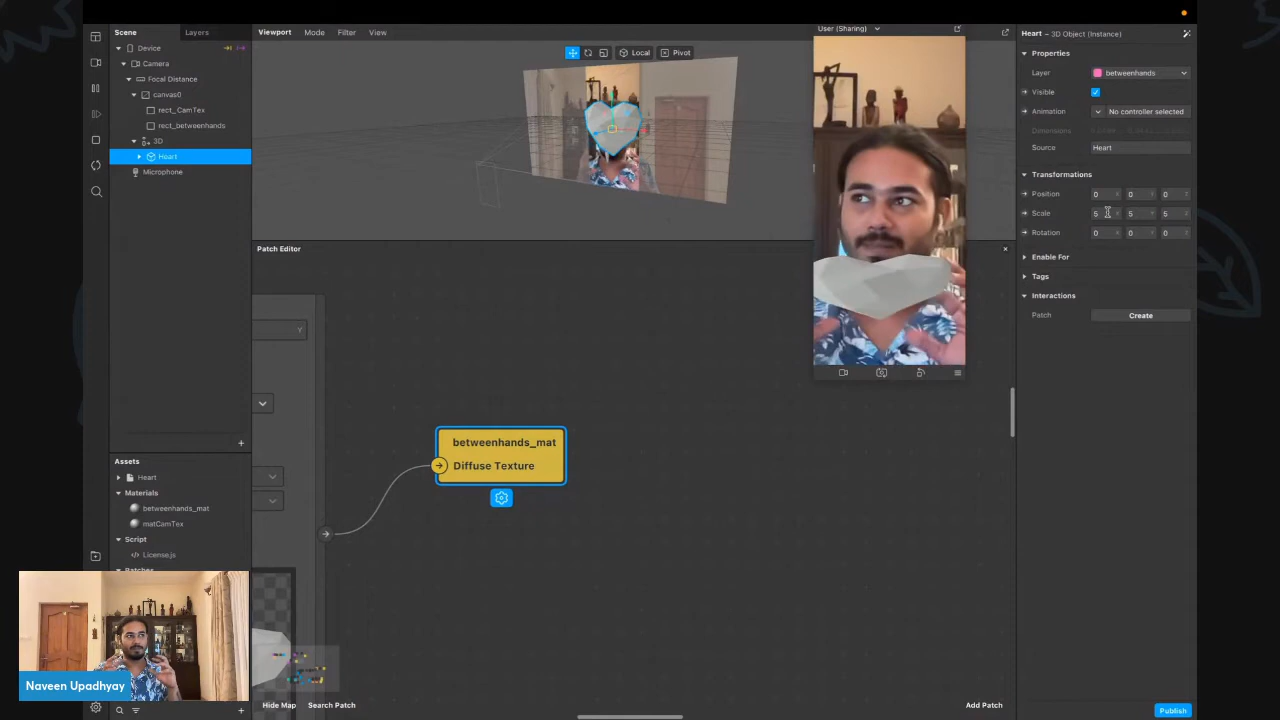 Scene
Layers
Device
Camera
Focal Distance
canvas0
rect_CamTex
rect_betweenhands
3D
Heart
Microphone
Assets
Heart
Materials
betweenhands_mat
matCamTex
Script
License.js
Patches
Naveen Upadhyay
Viewport
Mode
Filter
View
Local
Pivot
User (Sharing)
Patch Editor
Y
betweenhands_mat
Diffuse Texture
Hide Map
Search Patch
Add Patch
Heart – 3D Object (Instance)
Properties
Layer betweenhands
Visible
Animation No controller selected
Dimensions
Source Heart
Transformations
Position 0 X 0 Y 0 Z
Scale 5 X 5 Y 5 Z
Rotation 0 X 0 Y 0 Z
Enable For
Tags
Interactions
Patch Create
Publish